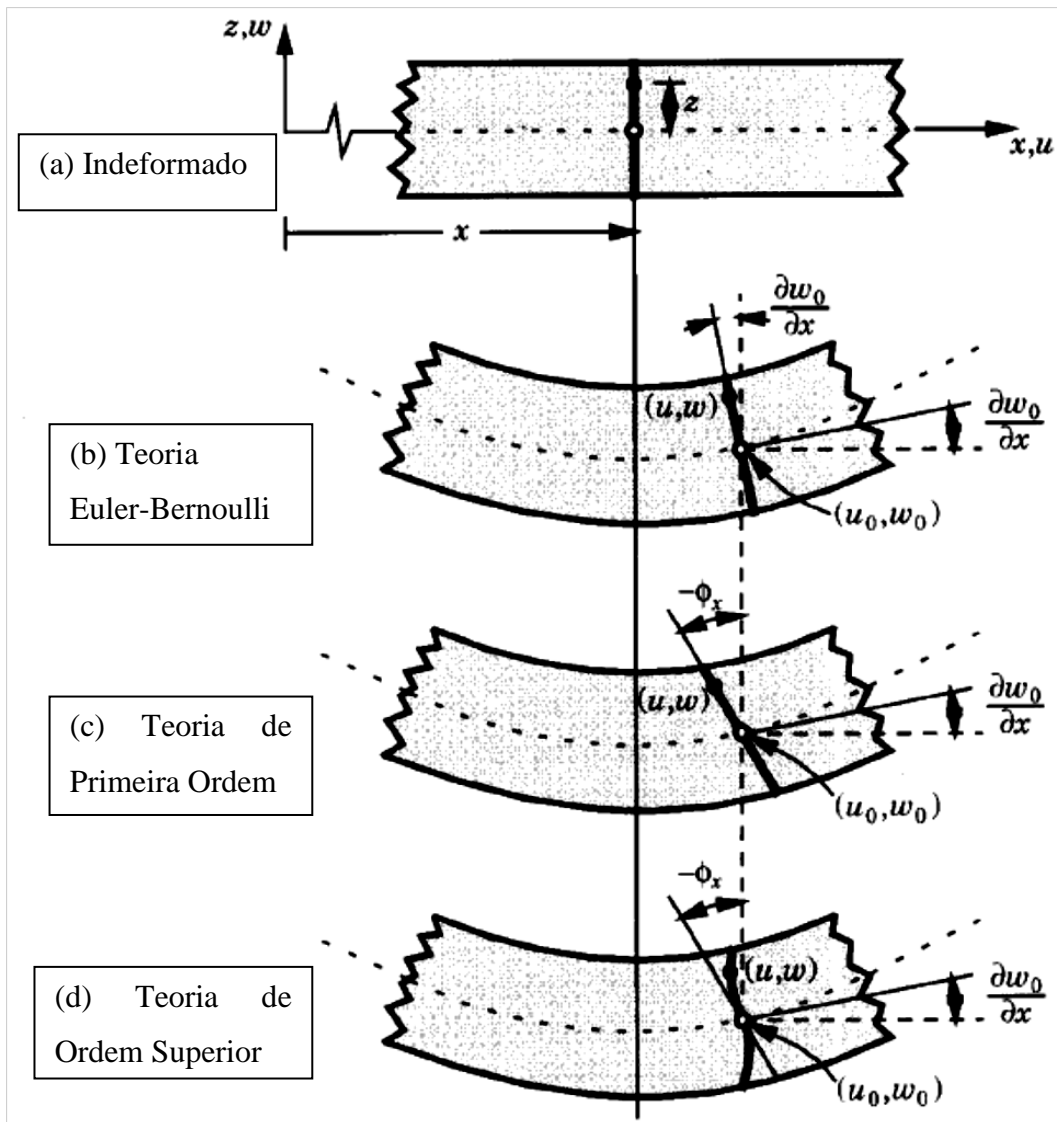 z,w
z
x,u
(a) Indeformado
x
∂w₀
∂x
(u,w)
∂w₀
∂x
(b) Teoria
Euler-Bernoulli
(u₀,w₀)
−ϕₓ
(u,w)
∂w₀
∂x
(c) Teoria de
Primeira Ordem
(u₀,w₀)
−ϕₓ
(u,w)
∂w₀
∂x
(d) Teoria de
Ordem Superior
(u₀,w₀)